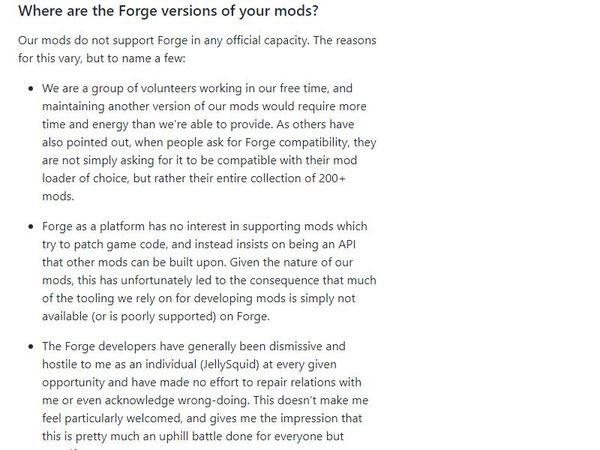 Where are the Forge versions of your mods?
Our mods do not support Forge in any official capacity. The reasons
for this vary, but to name a few:
• We are a group of volunteers working in our free time, and
maintaining another version of our mods would require more
time and energy than we're able to provide. As others have
also pointed out, when people ask for Forge compatibility, they
are not simply asking for it to be compatible with their mod
loader of choice, but rather their entire collection of 200+
mods.
• Forge as a platform has no interest in supporting mods which
try to patch game code, and instead insists on being an API
that other mods can be built upon. Given the nature of our
mods, this has unfortunately led to the consequence that much
of the tooling we rely on for developing mods is simply not
available (or is poorly supported) on Forge.
• The Forge developers have generally been dismissive and
hostile to me as an individual (JellySquid) at every given
opportunity and have made no effort to repair relations with
me or even acknowledge wrong-doing. This doesn't make me
feel particularly welcomed, and gives me the impression that
this is pretty much an uphill battle done for everyone but